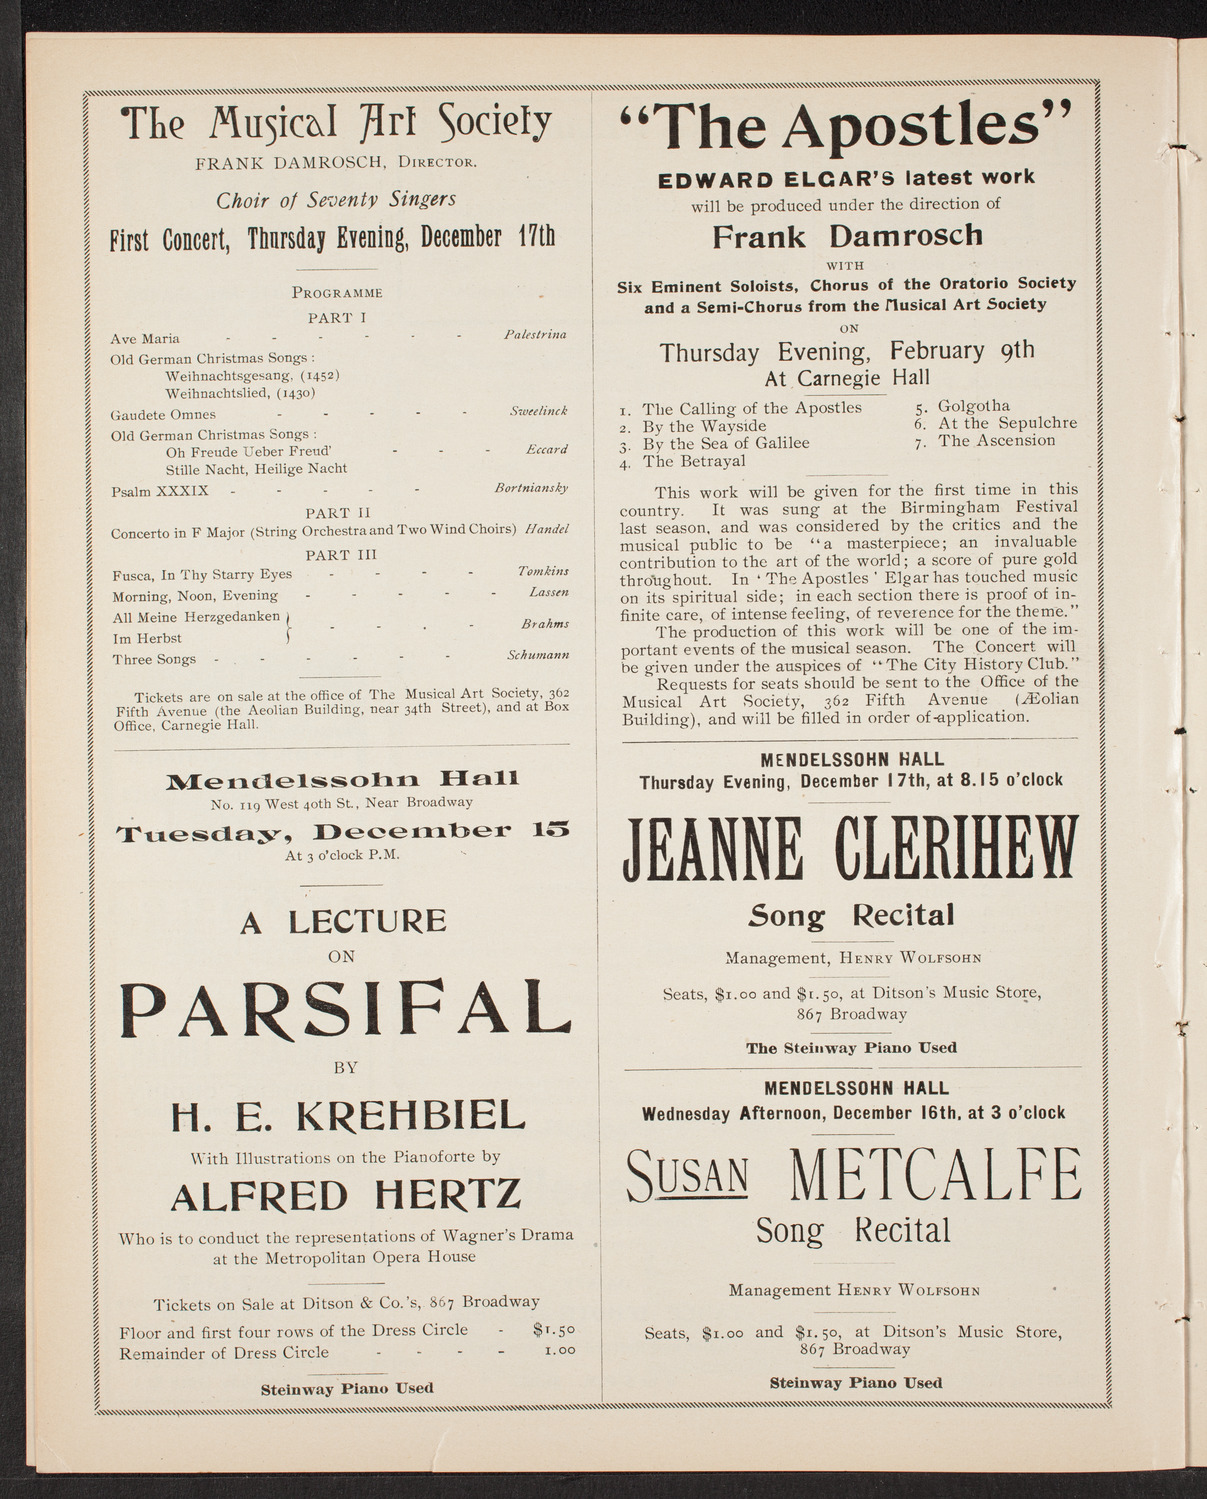 The Musical Art Society
FRANK DAMROSCH, DIRECTOR.
Choir of Seventy Singers
First Concert, Thursday Evening, December 17th
PROGRAMME
PART I
Ave Maria - - - - - - Palestrina
Old German Christmas Songs :
Weihnachtsgesang, (1452)
Weihnachtslied, (1430)
Gaudete Omnes - - - - - Sweelinck
Old German Christmas Songs :
Oh Freude Ueber Freud' - - - Eccard
Stille Nacht, Heilige Nacht
Psalm XXXIX - - - - - Bortniansky
PART II
Concerto in F Major (String Orchestra and Two Wind Choirs) Handel
PART III
Fusca, In Thy Starry Eyes - - - - Tomkins
Morning, Noon, Evening - - - - - Lassen
All Meine Herzgedanken
Im Herbst } - - - - Brahms
Three Songs - - - - - - Schumann
Tickets are on sale at the office of The Musical Art Society, 362
Fifth Avenue (the Aeolian Building, near 34th Street), and at Box
Office, Carnegie Hall.
Mendelssohn Hall
No. 119 West 40th St., Near Broadway
Tuesday, December 15
At 3 o'clock P.M.
A LECTURE
ON
PARSIFAL
BY
H. E. KREHBIEL
With Illustrations on the Pianoforte by
ALFRED HERTZ
Who is to conduct the representations of Wagner's Drama
at the Metropolitan Opera House
Tickets on Sale at Ditson & Co.'s, 867 Broadway
Floor and first four rows of the Dress Circle - $1.50
Remainder of Dress Circle - - - - 1.00
Steinway Piano Used
"The Apostles"
EDWARD ELGAR'S latest work
will be produced under the direction of
Frank Damrosch
WITH
Six Eminent Soloists, Chorus of the Oratorio Society
and a Semi-Chorus from the Musical Art Society
ON
Thursday Evening, February 9th
At Carnegie Hall
1. The Calling of the Apostles
2. By the Wayside
3. By the Sea of Galilee
4. The Betrayal
5. Golgotha
6. At the Sepulchre
7. The Ascension
This work will be given for the first time in this
country. It was sung at the Birmingham Festival
last season, and was considered by the critics and the
musical public to be "a masterpiece; an invaluable
contribution to the art of the world; a score of pure gold
throughout. In 'The Apostles' Elgar has touched music
on its spiritual side; in each section there is proof of in-
finite care, of intense feeling, of reverence for the theme."
The production of this work will be one of the im-
portant events of the musical season. The Concert will
be given under the auspices of "The City History Club."
Requests for seats should be sent to the Office of the
Musical Art Society, 362 Fifth Avenue (Æolian
Building), and will be filled in order of application.
MENDELSSOHN HALL
Thursday Evening, December 17th, at 8.15 o'clock
JEANNE CLERIHEW
Song Recital
Management, HENRY WOLFSOHN
Seats, $1.00 and $1.50, at Ditson's Music Store,
867 Broadway
The Steinway Piano Used
MENDELSSOHN HALL
Wednesday Afternoon, December 16th, at 3 o'clock
SUSAN METCALFE
Song Recital
Management HENRY WOLFSOHN
Seats, $1.00 and $1.50, at Ditson's Music Store,
867 Broadway
Steinway Piano Used